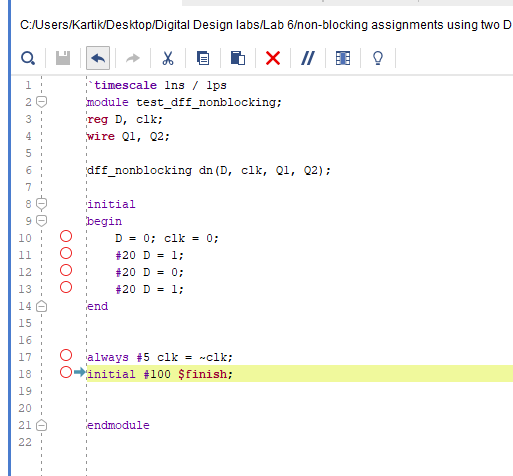 C:/Users/Kartik/Desktop/Digital Design labs/Lab 6/non-blocking assignments using two D
1 `timescale 1ns / 1ps
2 module test_dff_nonblocking;
3 reg D, clk;
4 wire Q1, Q2;
5
6 dff_nonblocking dn(D, clk, Q1, Q2);
7
8 initial
9 begin
10 D = 0; clk = 0;
11 #20 D = 1;
12 #20 D = 0;
13 #20 D = 1;
14 end
15
16
17 always #5 clk = ~clk;
18 initial #100 $finish;
19
20
21 endmodule
22